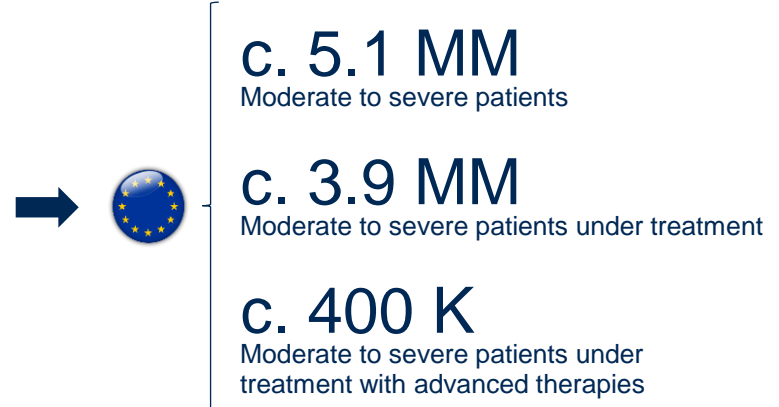 c. 5.1 MM
Moderate to severe patients
c. 3.9 MM
Moderate to severe patients under treatment
c. 400 K
Moderate to severe patients under
treatment with advanced therapies